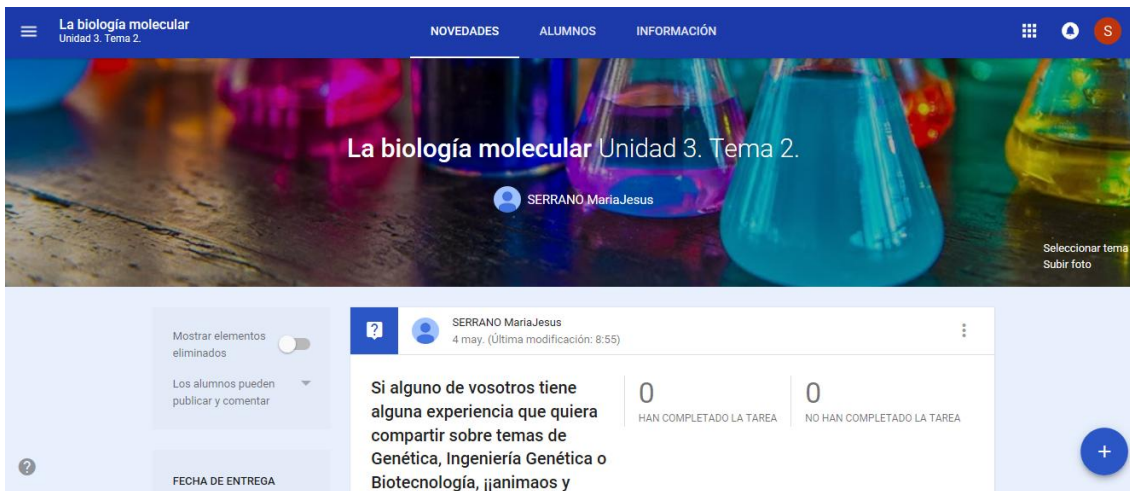 La biología molecular
Unidad 3. Tema 2.
NOVEDADES
ALUMNOS
INFORMACIÓN
S
La biología molecular Unidad 3. Tema 2.
SERRANO MariaJesus
Seleccionar tema
Subir foto
Mostrar elementos
eliminados
Los alumnos pueden
publicar y comentar
FECHA DE ENTREGA
?
SERRANO MariaJesus
4 may. (Última modificación: 8:55)
Si alguno de vosotros tiene
alguna experiencia que quiera
compartir sobre temas de
Genética, Ingeniería Genética o
Biotecnología, ¡¡animaos y
0
HAN COMPLETADO LA TAREA
0
NO HAN COMPLETADO LA TAREA
?
+